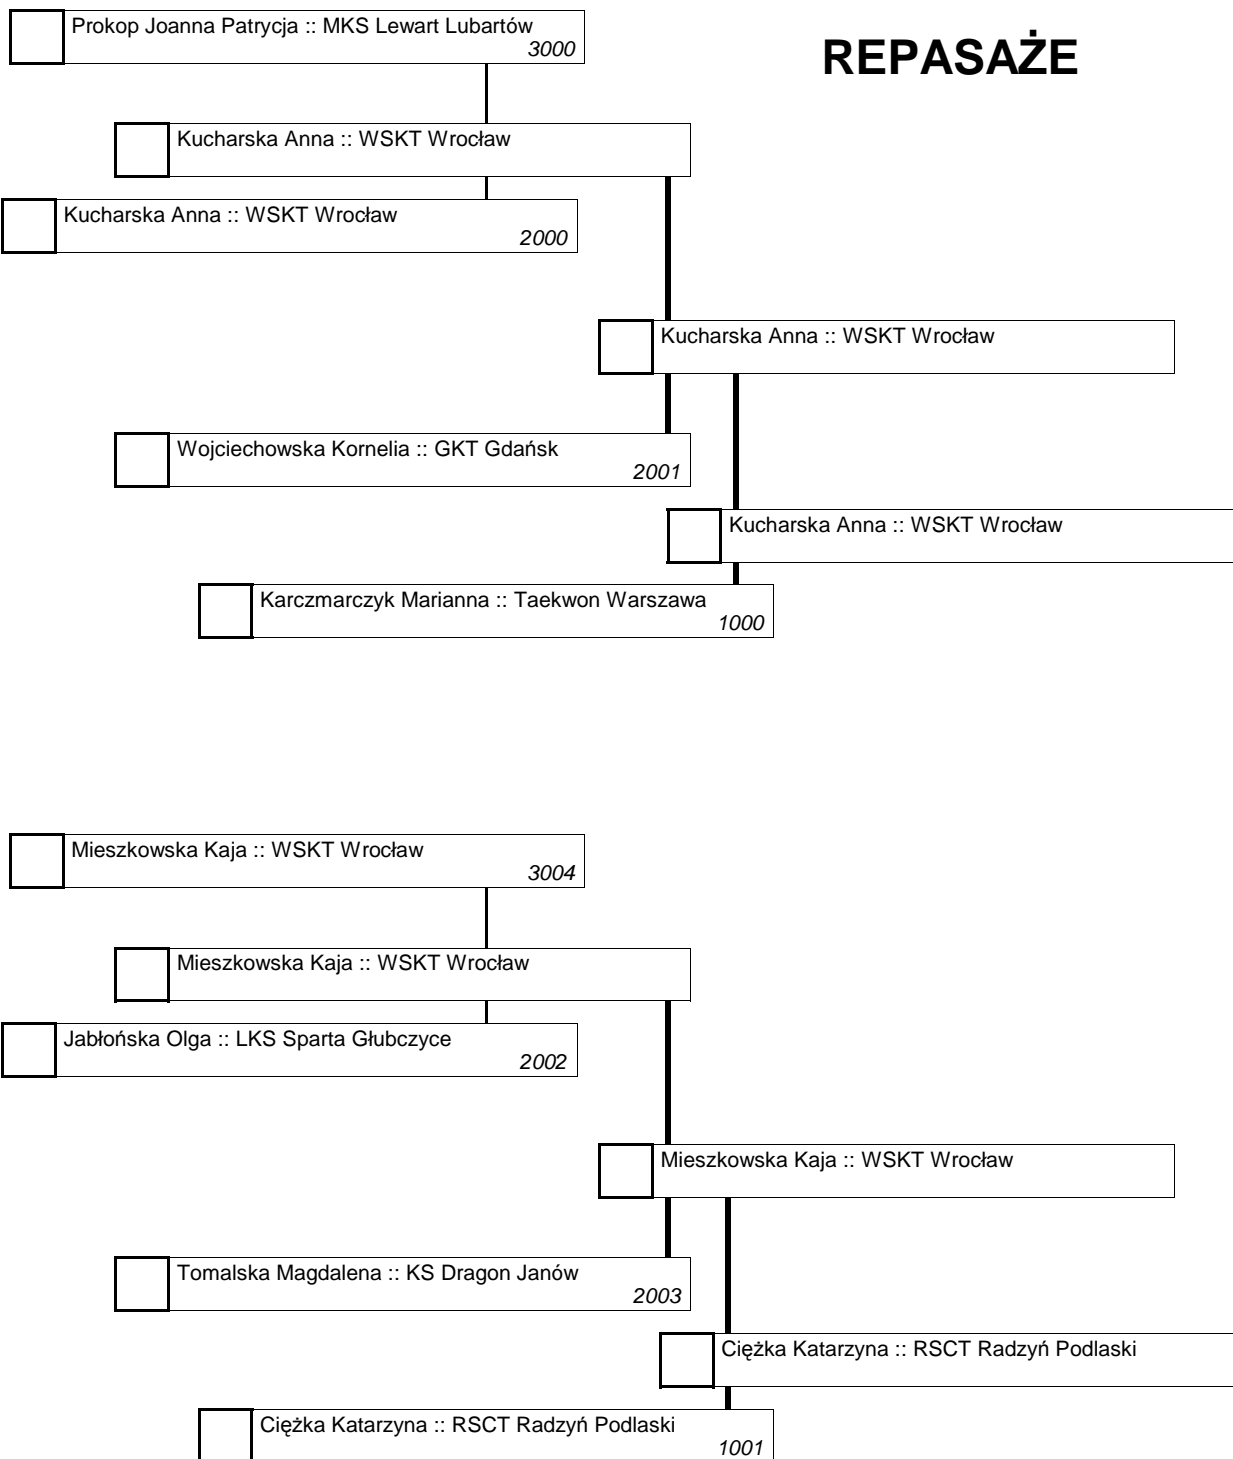 Prokop Joanna Patrycja :: MKS Lewart Lubartów
3000
REPASAŻE
Kucharska Anna :: WSKT Wrocław
Kucharska Anna :: WSKT Wrocław
2000
Kucharska Anna :: WSKT Wrocław
Wojciechowska Kornelia :: GKT Gdańsk
2001
Kucharska Anna :: WSKT Wrocław
Karczmarczyk Marianna :: Taekwon Warszawa
1000
Mieszkowska Kaja :: WSKT Wrocław
3004
Mieszkowska Kaja :: WSKT Wrocław
Jabłońska Olga :: LKS Sparta Głubczyce
2002
Mieszkowska Kaja :: WSKT Wrocław
Tomalska Magdalena :: KS Dragon Janów
2003
Ciężka Katarzyna :: RSCT Radzyń Podlaski
Ciężka Katarzyna :: RSCT Radzyń Podlaski
1001